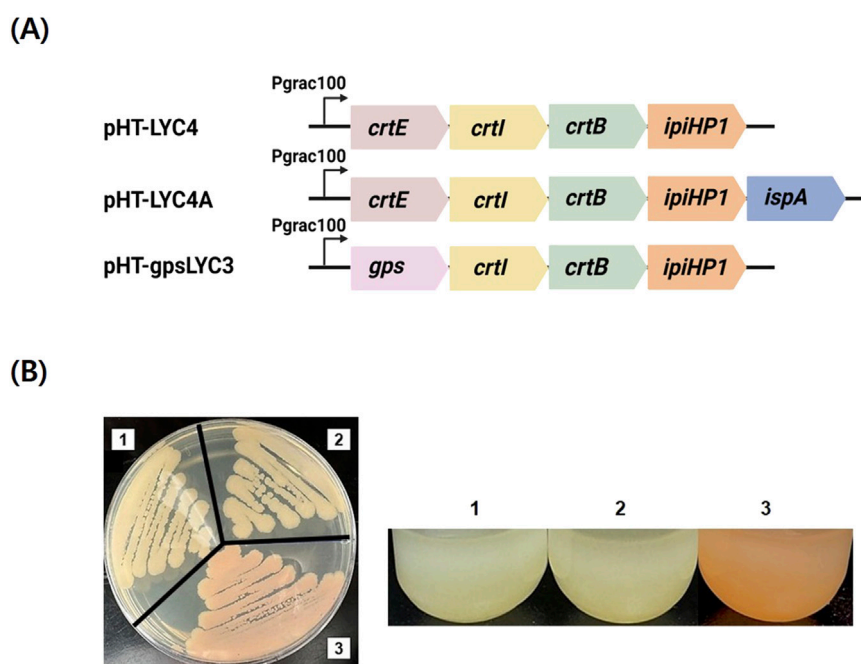 (A)
Pgrac100
pHT-LYC4 crtE crtI crtB ipiHP1
Pgrac100
pHT-LYC4A crtE crtI crtB ipiHP1 ispA
Pgrac100
pHT-gpsLYC3 gps crtI crtB ipiHP1
(B)
1 2
3
1 2 3